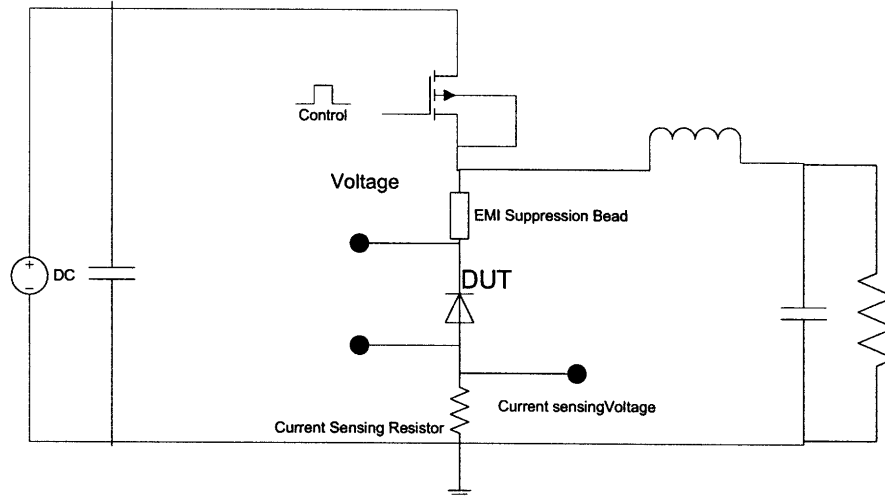 Control
Voltage
EMI Suppression Bead
+
DC
−
DUT
Current sensingVoltage
Current Sensing Resistor